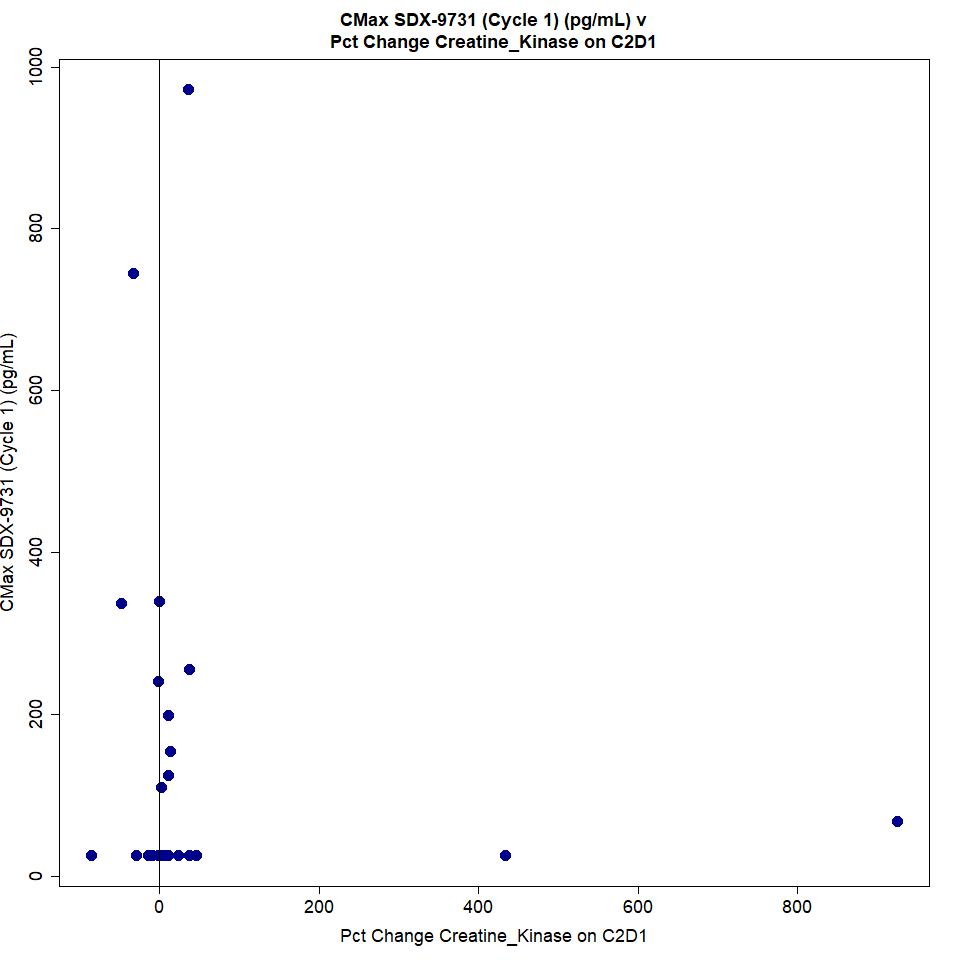 CMax SDX-9731 (Cycle 1) (pg/mL) v
Pct Change Creatine_Kinase on C2D1
CMax SDX-9731 (Cycle 1) (pg/mL)
1000
800
600
400
200
0
0 200 400 600 800
Pct Change Creatine_Kinase on C2D1